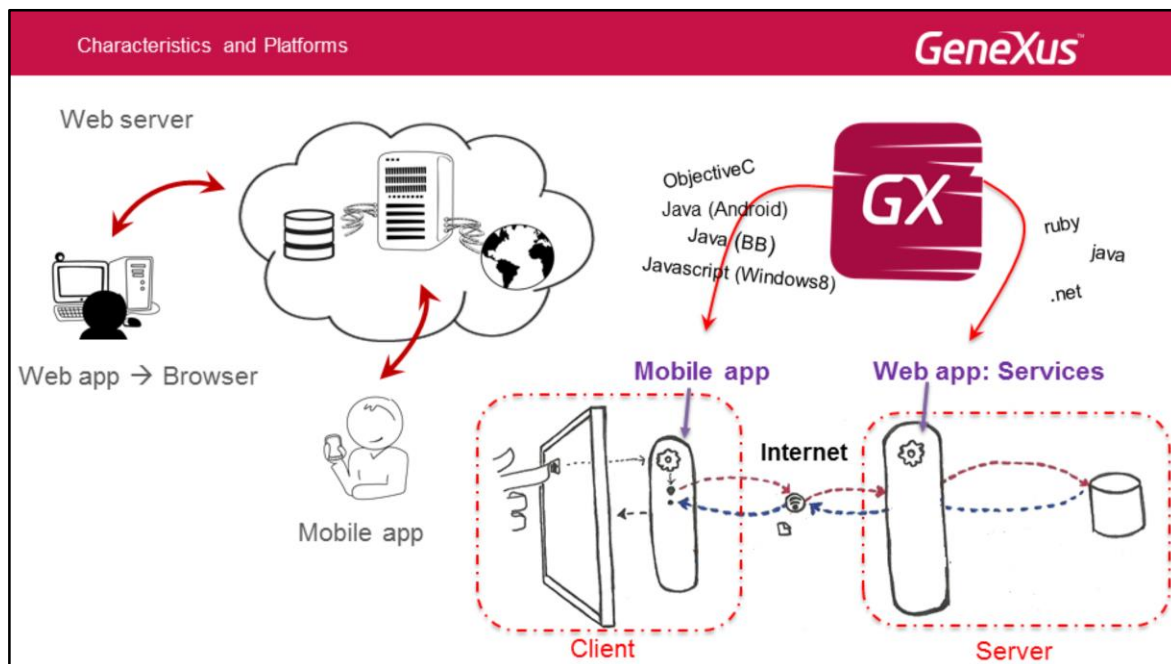 Characteristics and Platforms
GeneXus™
Web server
Web app → Browser
Mobile app
GX
ObjectiveC
Java (Android)
Java (BB)
Javascript (Windows8)
ruby
java
.net
Mobile app
Web app: Services
Internet
Client
Server